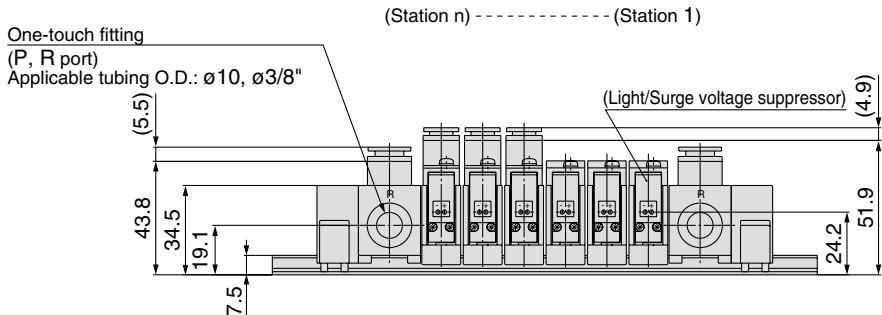 (Station n) ------------- (Station 1)
One-touch fitting
(P, R port)
Applicable tubing O.D.: ø10, ø3/8"
(Light/Surge voltage suppressor)
(5.5)
(4.9)
43.8
34.5
19.1
7.5
R
R
24.2
51.9